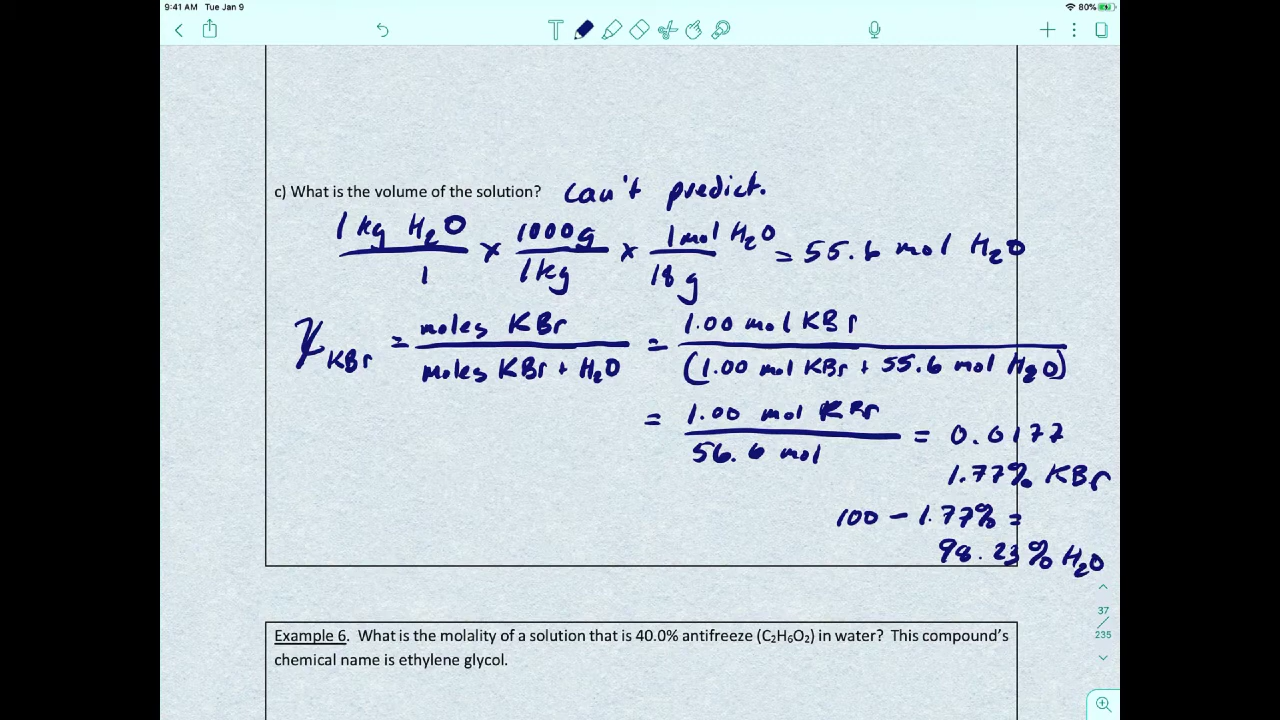 9:41 AM Tue Jan 9
80%
T
c) What is the volume of the solution? can't predict.
1 kg H₂O / 1 × 1000g / 1kg × 1mol H₂O / 18 g = 55.6 mol H₂O
χ KBr = moles KBr / moles KBr + H₂O = 1.00 mol KBr / (1.00 mol KBr + 55.6 mol H₂O)
= 1.00 mol KBr / 56.6 mol = 0.0177
1.77% KBr
100 − 1.77% =
98.23% H₂O
37
/
235
Example 6. What is the molality of a solution that is 40.0% antifreeze (C₂H₆O₂) in water? This compound's
chemical name is ethylene glycol.